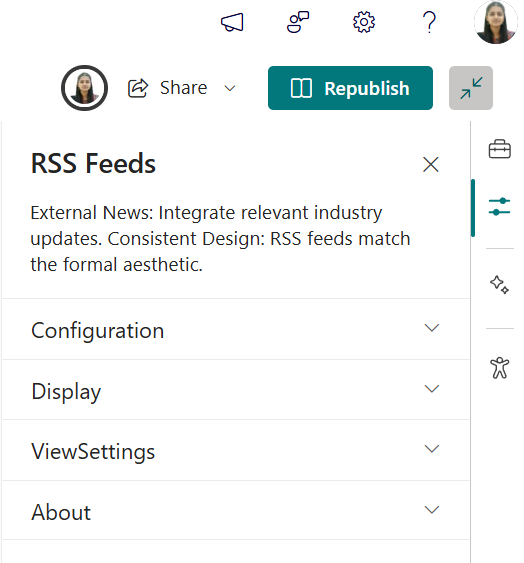 Share
Republish
RSS Feeds
External News: Integrate relevant industry
updates. Consistent Design: RSS feeds match
the formal aesthetic.
Configuration
Display
ViewSettings
About